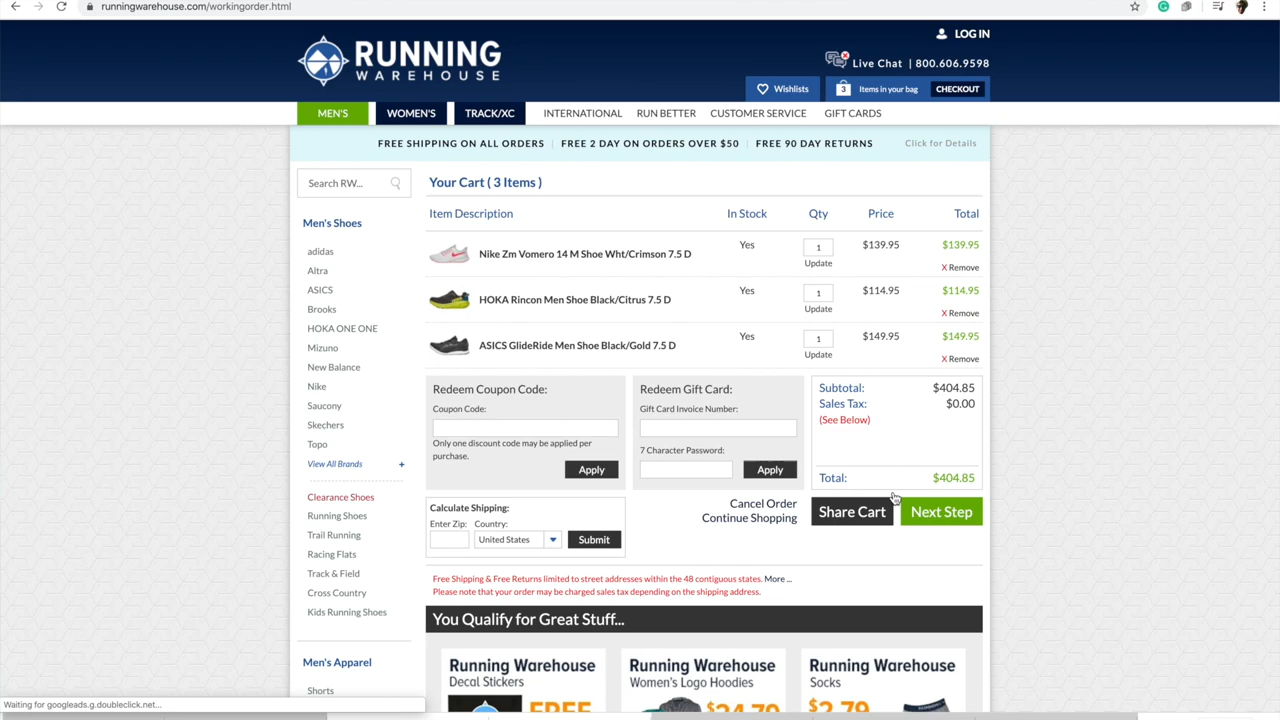 runningwarehouse.com/workingorder.html
LOG IN
RUNNING
WAREHOUSE
Live Chat | 800.606.9598
Wishlists
3 Items in your bag CHECKOUT
MEN'S WOMEN'S TRACK/XC INTERNATIONAL RUN BETTER CUSTOMER SERVICE GIFT CARDS
FREE SHIPPING ON ALL ORDERS | FREE 2 DAY ON ORDERS OVER $50 | FREE 90 DAY RETURNS Click for Details
Search RW...
Men's Shoes
adidas
Altra
ASICS
Brooks
HOKA ONE ONE
Mizuno
New Balance
Nike
Saucony
Skechers
Topo
View All Brands +
Clearance Shoes
Running Shoes
Trail Running
Racing Flats
Track & Field
Cross Country
Kids Running Shoes
Men's Apparel
Shorts
Your Cart ( 3 Items )
Item Description In Stock Qty Price Total
Nike Zm Vomero 14 M Shoe Wht/Crimson 7.5 D Yes 1 $139.95 $139.95
Update X Remove
HOKA Rincon Men Shoe Black/Citrus 7.5 D Yes 1 $114.95 $114.95
Update X Remove
ASICS GlideRide Men Shoe Black/Gold 7.5 D Yes 1 $149.95 $149.95
Update X Remove
Redeem Coupon Code:
Coupon Code:
Only one discount code may be applied per
purchase.
Apply
Redeem Gift Card:
Gift Card Invoice Number:
7 Character Password:
Apply
Subtotal: $404.85
Sales Tax: $0.00
(See Below)
Total: $404.85
Calculate Shipping:
Enter Zip: Country:
United States
Submit
Cancel Order
Continue Shopping
Share Cart
Next Step
Free Shipping & Free Returns limited to street addresses within the 48 contiguous states. More ...
Please note that your order may be charged sales tax depending on the shipping address.
You Qualify for Great Stuff...
Running Warehouse
Decal Stickers
FREE
Running Warehouse
Women's Logo Hoodies
$24.79
Running Warehouse
Socks
$2.79
Waiting for googleads.g.doubleclick.net...